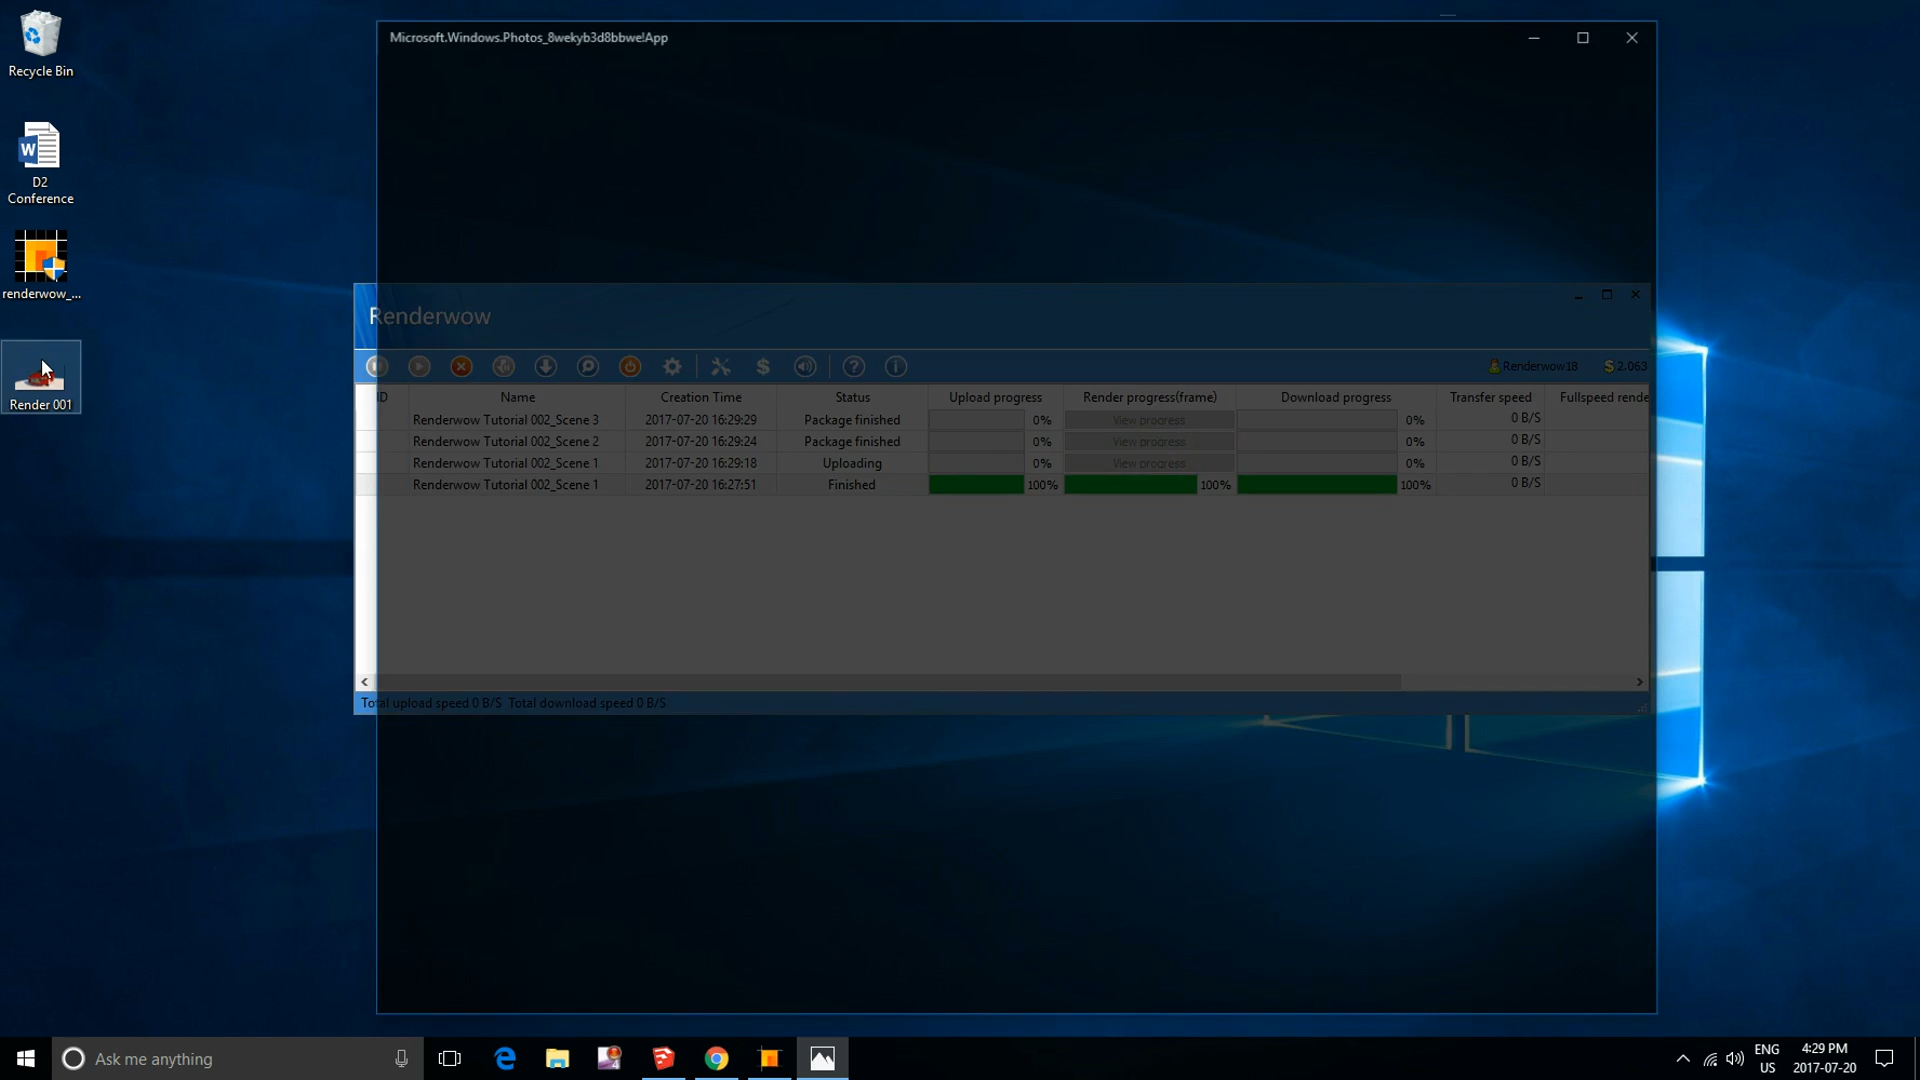 Recycle Bin
D2
Conference
renderwow_...
Render 001
Microsoft.Windows.Photos_8wekyb3d8bbwe!App
Renderwow
Renderwow18 $ 2.063
ID Name Creation Time Status Upload progress Render progress(frame) Download progress Transfer speed Fullspeed rende
Renderwow Tutorial 002_Scene 3 2017-07-20 16:29:29 Package finished 0% View progress 0% 0 B/S
Renderwow Tutorial 002_Scene 2 2017-07-20 16:29:24 Package finished 0% View progress 0% 0 B/S
Renderwow Tutorial 002_Scene 1 2017-07-20 16:29:18 Uploading 0% View progress 0% 0 B/S
Renderwow Tutorial 002_Scene 1 2017-07-20 16:27:51 Finished 100% 100% 100% 0 B/S
Total upload speed 0 B/S Total download speed 0 B/S
Ask me anything
ENG
US
4:29 PM
2017-07-20